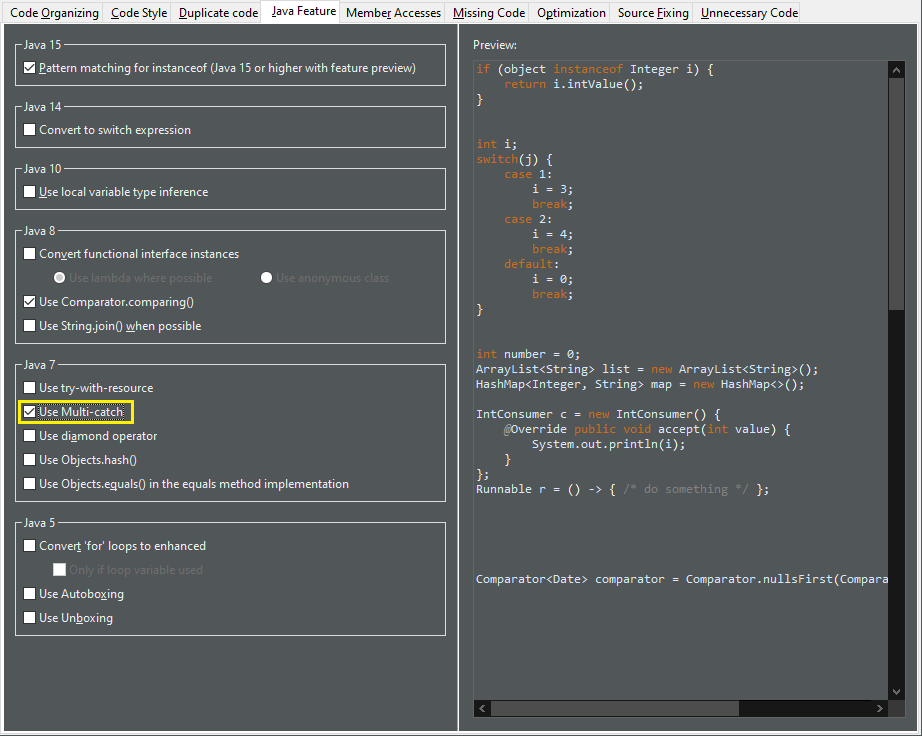 Code Organizing Code Style Duplicate code Java Feature Member Accesses Missing Code Optimization Source Fixing Unnecessary Code
Java 15
Pattern matching for instanceof (Java 15 or higher with feature preview)
Java 14
Convert to switch expression
Java 10
Use local variable type inference
Java 8
Convert functional interface instances
Use lambda where possible Use anonymous class
Use Comparator.comparing()
Use String.join() when possible
Java 7
Use try-with-resource
Use Multi-catch
Use diamond operator
Use Objects.hash()
Use Objects.equals() in the equals method implementation
Java 5
Convert 'for' loops to enhanced
Only if loop variable used
Use Autoboxing
Use Unboxing
Preview:
if (object instanceof Integer i) {
    return i.intValue();
}
int i;
switch(j) {
    case 1:
        i = 3;
        break;
    case 2:
        i = 4;
        break;
    default:
        i = 0;
        break;
}
int number = 0;
ArrayList<String> list = new ArrayList<String>();
HashMap<Integer, String> map = new HashMap<>();
IntConsumer c = new IntConsumer() {
    @Override public void accept(int value) {
        System.out.println(i);
    }
};
Runnable r = () -> { /* do something */ };
Comparator<Date> comparator = Comparator.nullsFirst(Compara